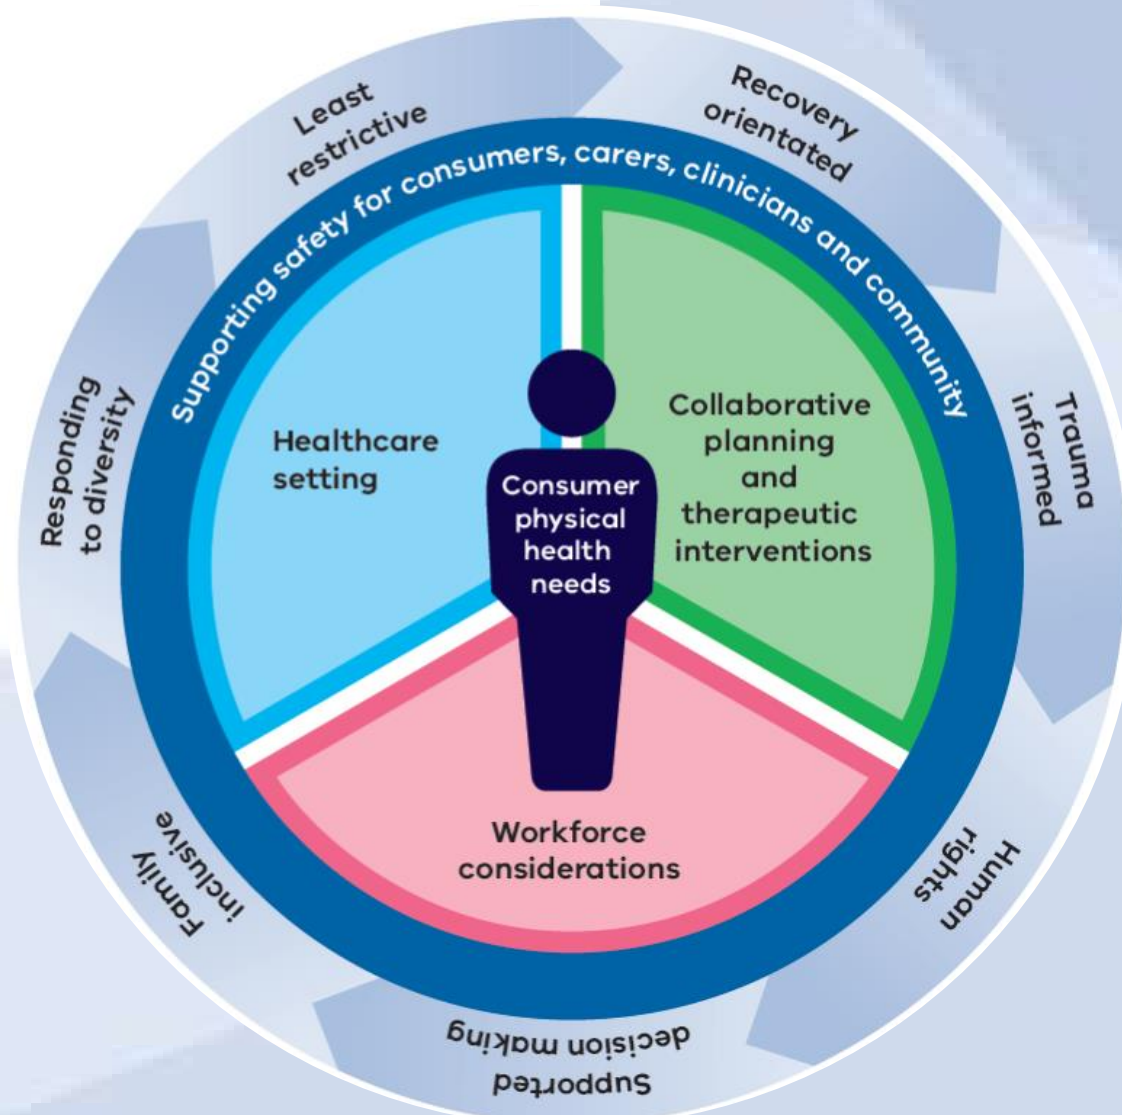 Least
restrictive
Recovery
orientated
Trauma
informed
Human
rights
Supported
decision making
Family
inclusive
Responding
to diversity
Supporting safety for consumers, carers, clinicians and community
Healthcare
setting
Collaborative
planning
and
therapeutic
interventions
Consumer
physical
health
needs
Workforce
considerations